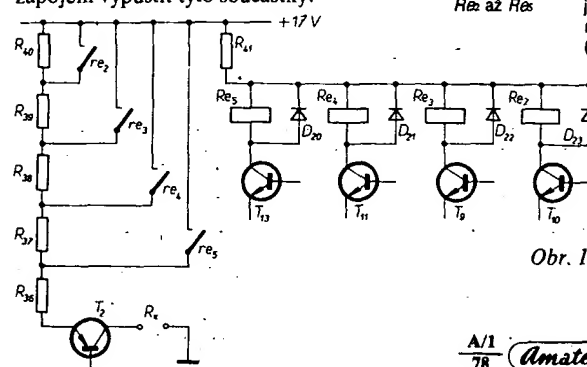 zapojení vypustit tyto součástky.
Re2 až Re5
+17 V
R40
re2
R41
R39
re3
Re5
D20
Re4
D21
Re3
D22
Re2
D23
R38
re4
T13
T11
T9
T10
R37
re5
Obr. 1
R36
T2
Rx
A/1
78
Amaté